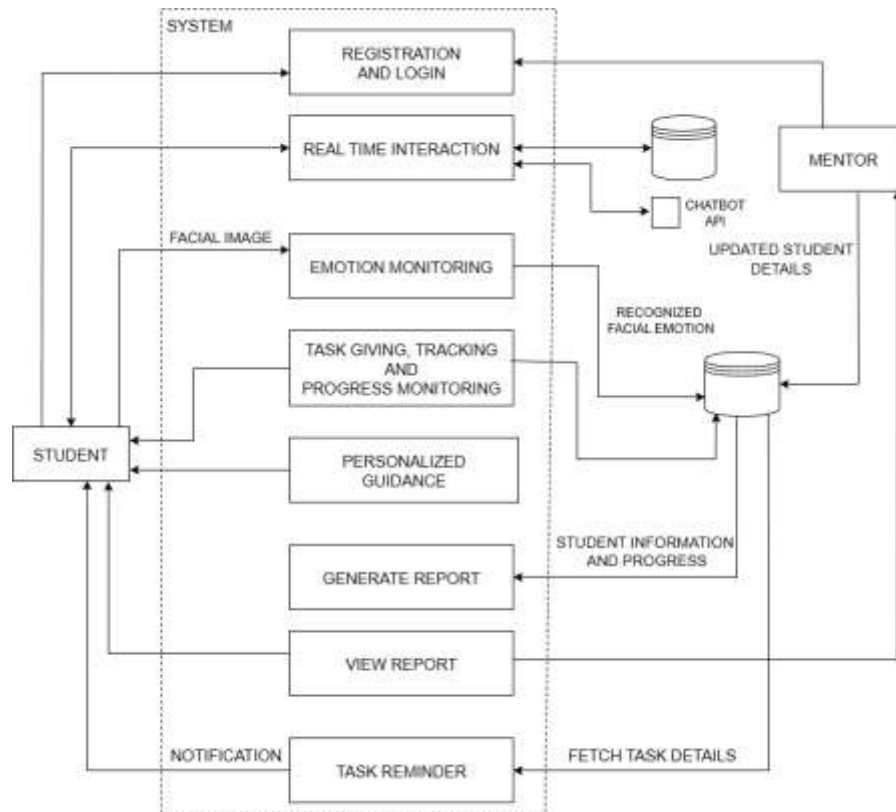 SYSTEM
REGISTRATION
AND LOGIN
REAL TIME INTERACTION
MENTOR
CHATBOT
API
FACIAL IMAGE
UPDATED STUDENT
DETAILS
EMOTION MONITORING
RECOGNIZED
FACIAL EMOTION
TASK GIVING, TRACKING
AND
PROGRESS MONITORING
STUDENT
PERSONALIZED
GUIDANCE
STUDENT INFORMATION
AND PROGRESS
GENERATE REPORT
VIEW REPORT
NOTIFICATION
FETCH TASK DETAILS
TASK REMINDER